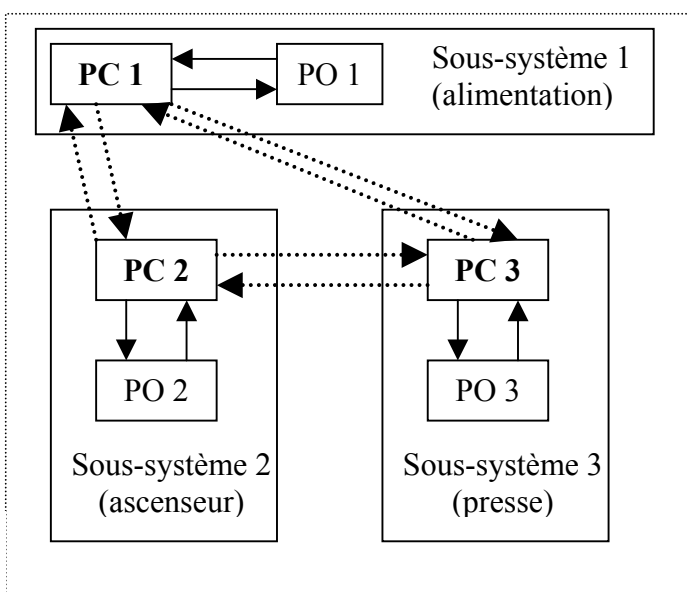 PC 1
PO 1
Sous-système 1
(alimentation)
PC 2
PC 3
PO 2
PO 3
Sous-système 2
(ascenseur)
Sous-système 3
(presse)